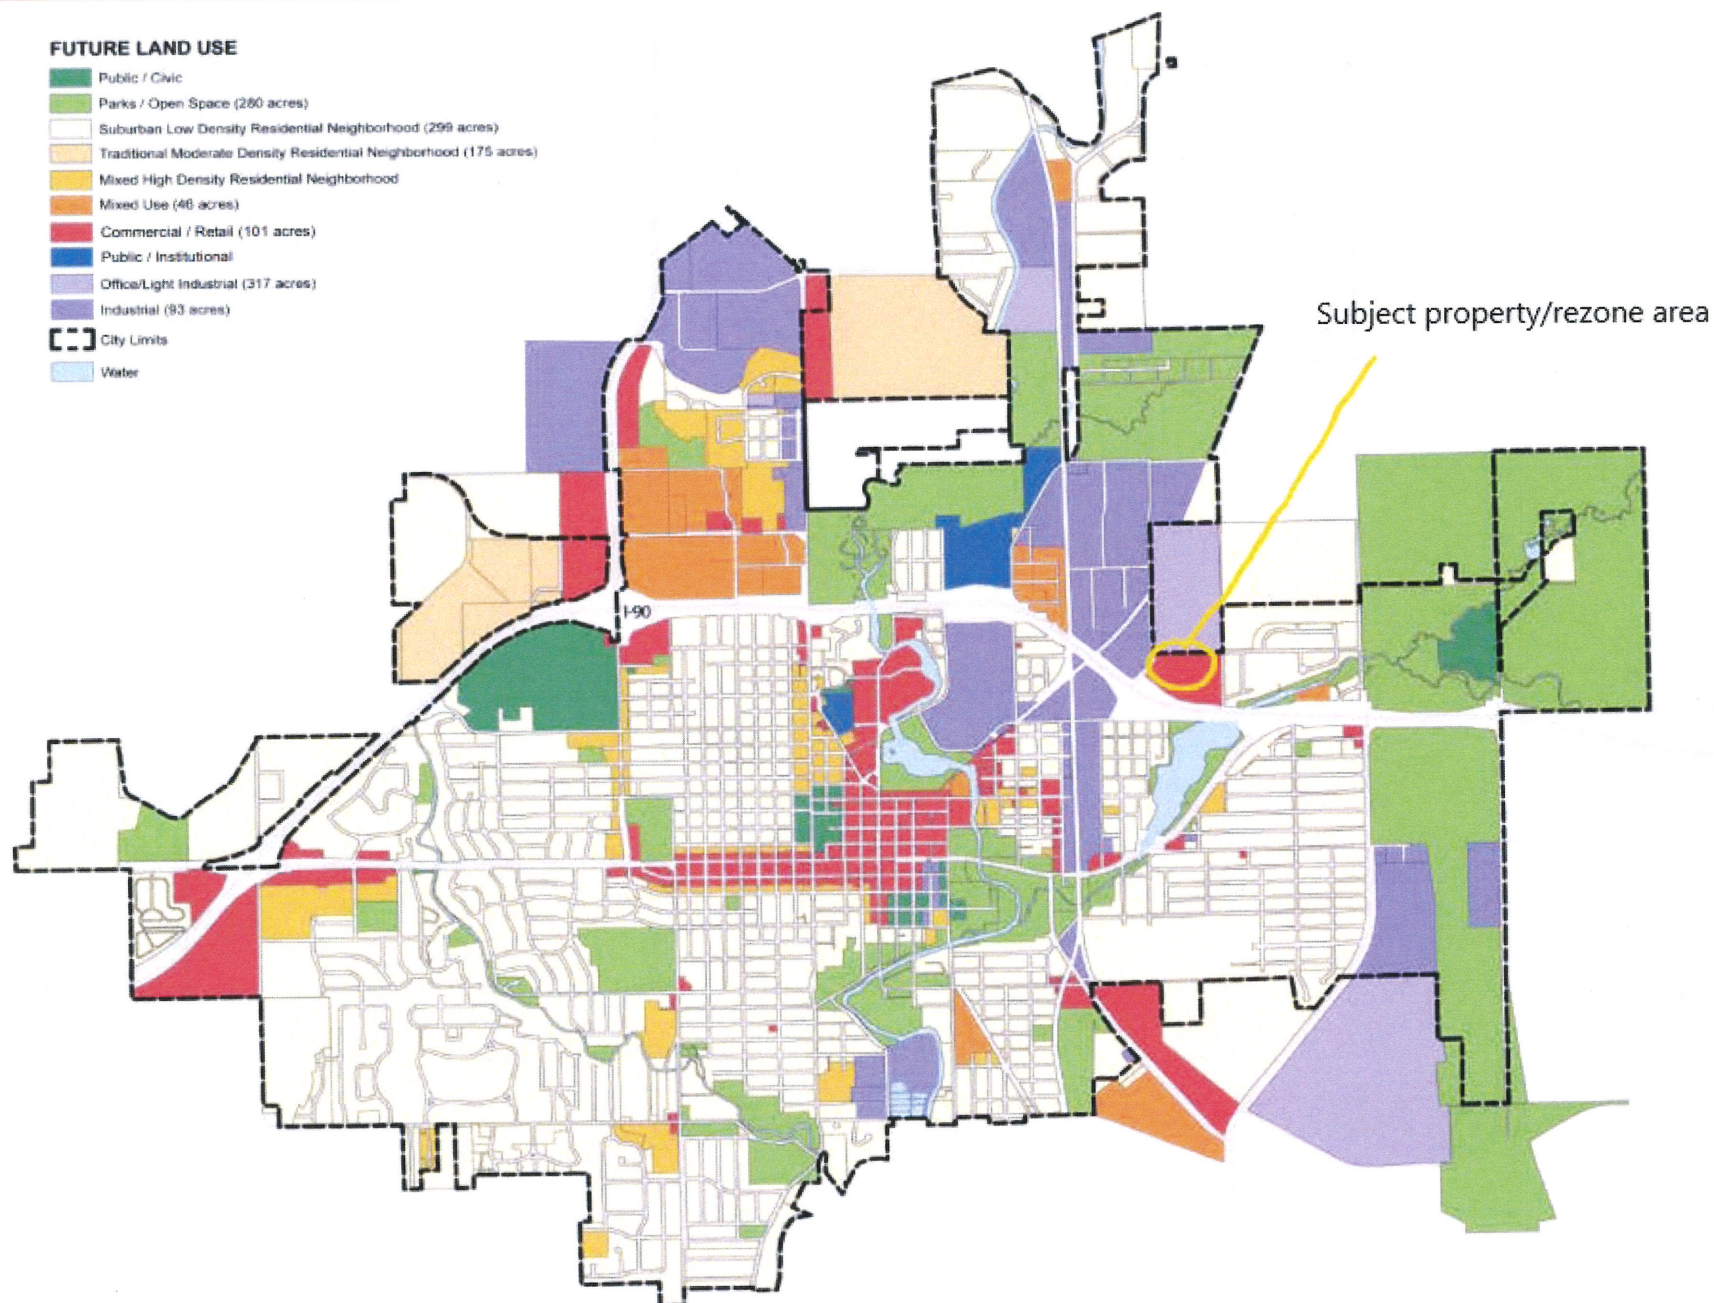 FUTURE LAND USE
Public / Civic
Parks / Open Space (280 acres)
Suburban Low Density Residential Neighborhood (299 acres)
Traditional Moderate Density Residential Neighborhood (175 acres)
Mixed High Density Residential Neighborhood
Mixed Use (46 acres)
Commercial / Retail (101 acres)
Public / Institutional
Office/Light Industrial (317 acres)
Industrial (93 acres)
City Limits
Water
Subject property/rezone area
I-90